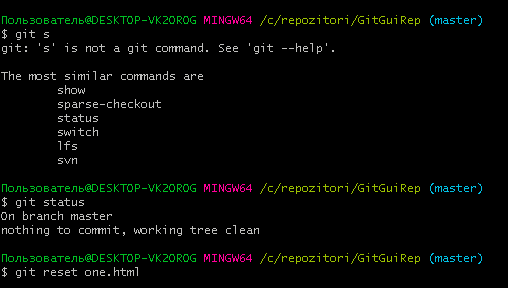 Пользователь@DESKTOP-VK2OROG MINGW64 /c/repozitori/GitGuiRep (master)
$ git s
git: 's' is not a git command. See 'git --help'.
The most similar commands are
show
sparse-checkout
status
switch
lfs
svn
Пользователь@DESKTOP-VK2OROG MINGW64 /c/repozitori/GitGuiRep (master)
$ git status
On branch master
nothing to commit, working tree clean
Пользователь@DESKTOP-VK2OROG MINGW64 /c/repozitori/GitGuiRep (master)
$ git reset one.html